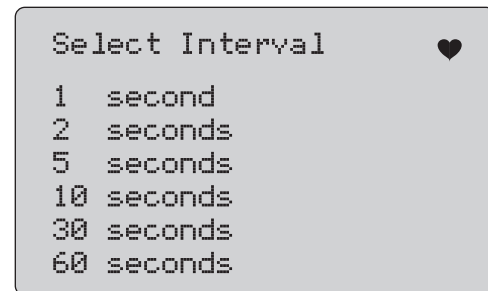 Select Interval
1 second
2 seconds
5 seconds
10 seconds
30 seconds
60 seconds